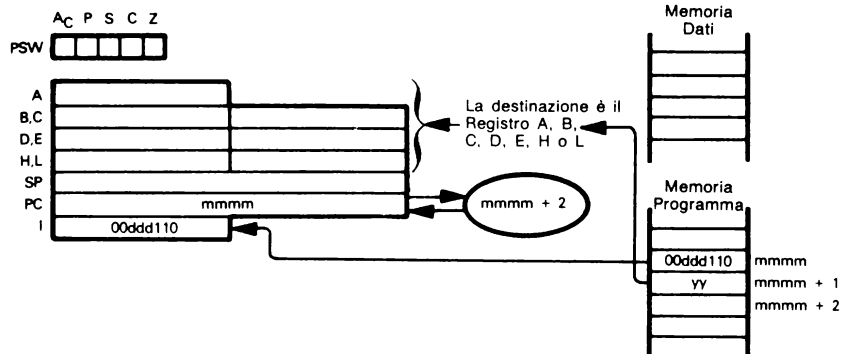 A_C P S C Z
PSW
A
B,C
D,E
H,L
SP
PC mmmm
I 00ddd110
La destinazione è il
Registro A, B,
C, D, E, H o L
mmmm + 2
Memoria
Dati
Memoria
Programma
00ddd110 mmmm
yy mmmm + 1
mmmm + 2